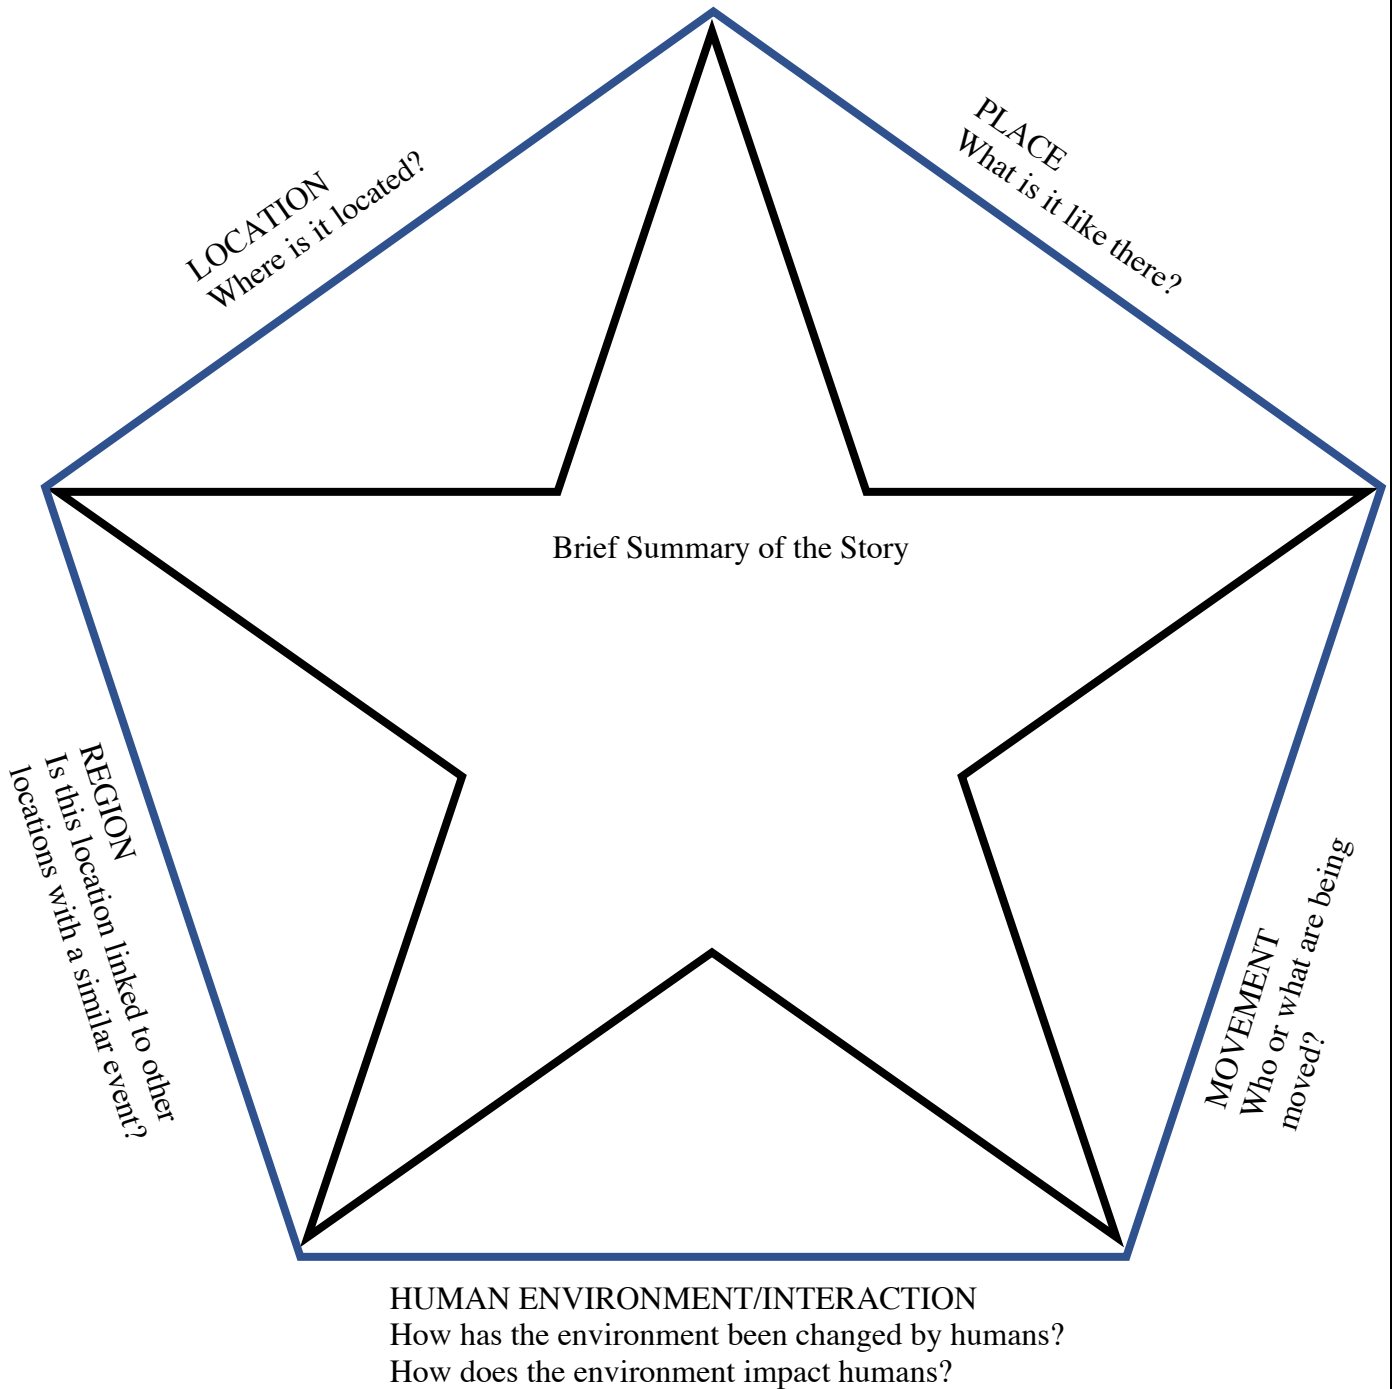 LOCATION
Where is it located?
PLACE
What is it like there?
Brief Summary of the Story
REGION
Is this location linked to other
locations with a similar event?
MOVEMENT
Who or what are being
moved?
HUMAN ENVIRONMENT/INTERACTION
How has the environment been changed by humans?
How does the environment impact humans?